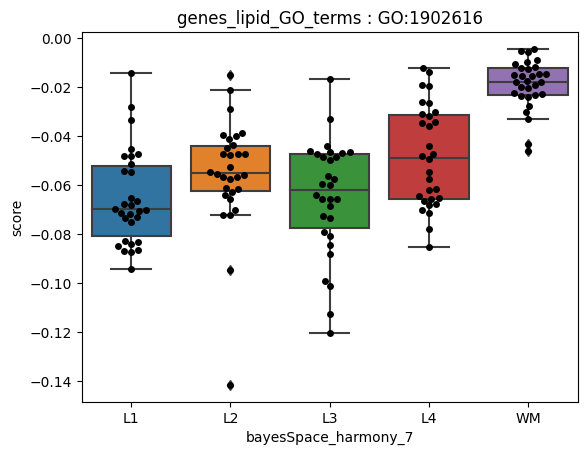 genes_lipid_GO_terms : GO:1902616
0.00
−0.02
−0.04
−0.06
−0.08
−0.10
−0.12
−0.14
score
L1 L2 L3 L4 WM
bayesSpace_harmony_7